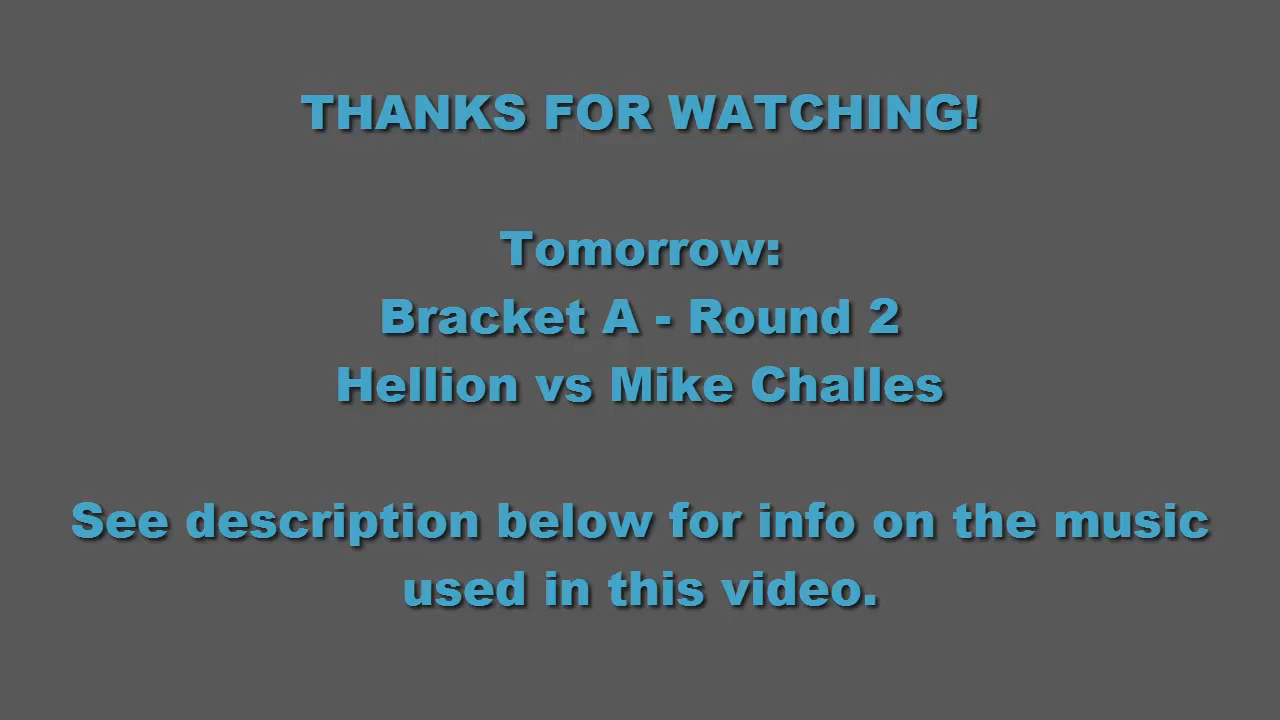 THANKS FOR WATCHING!
Tomorrow:
Bracket A - Round 2
Hellion vs Mike Challes
See description below for info on the music
used in this video.